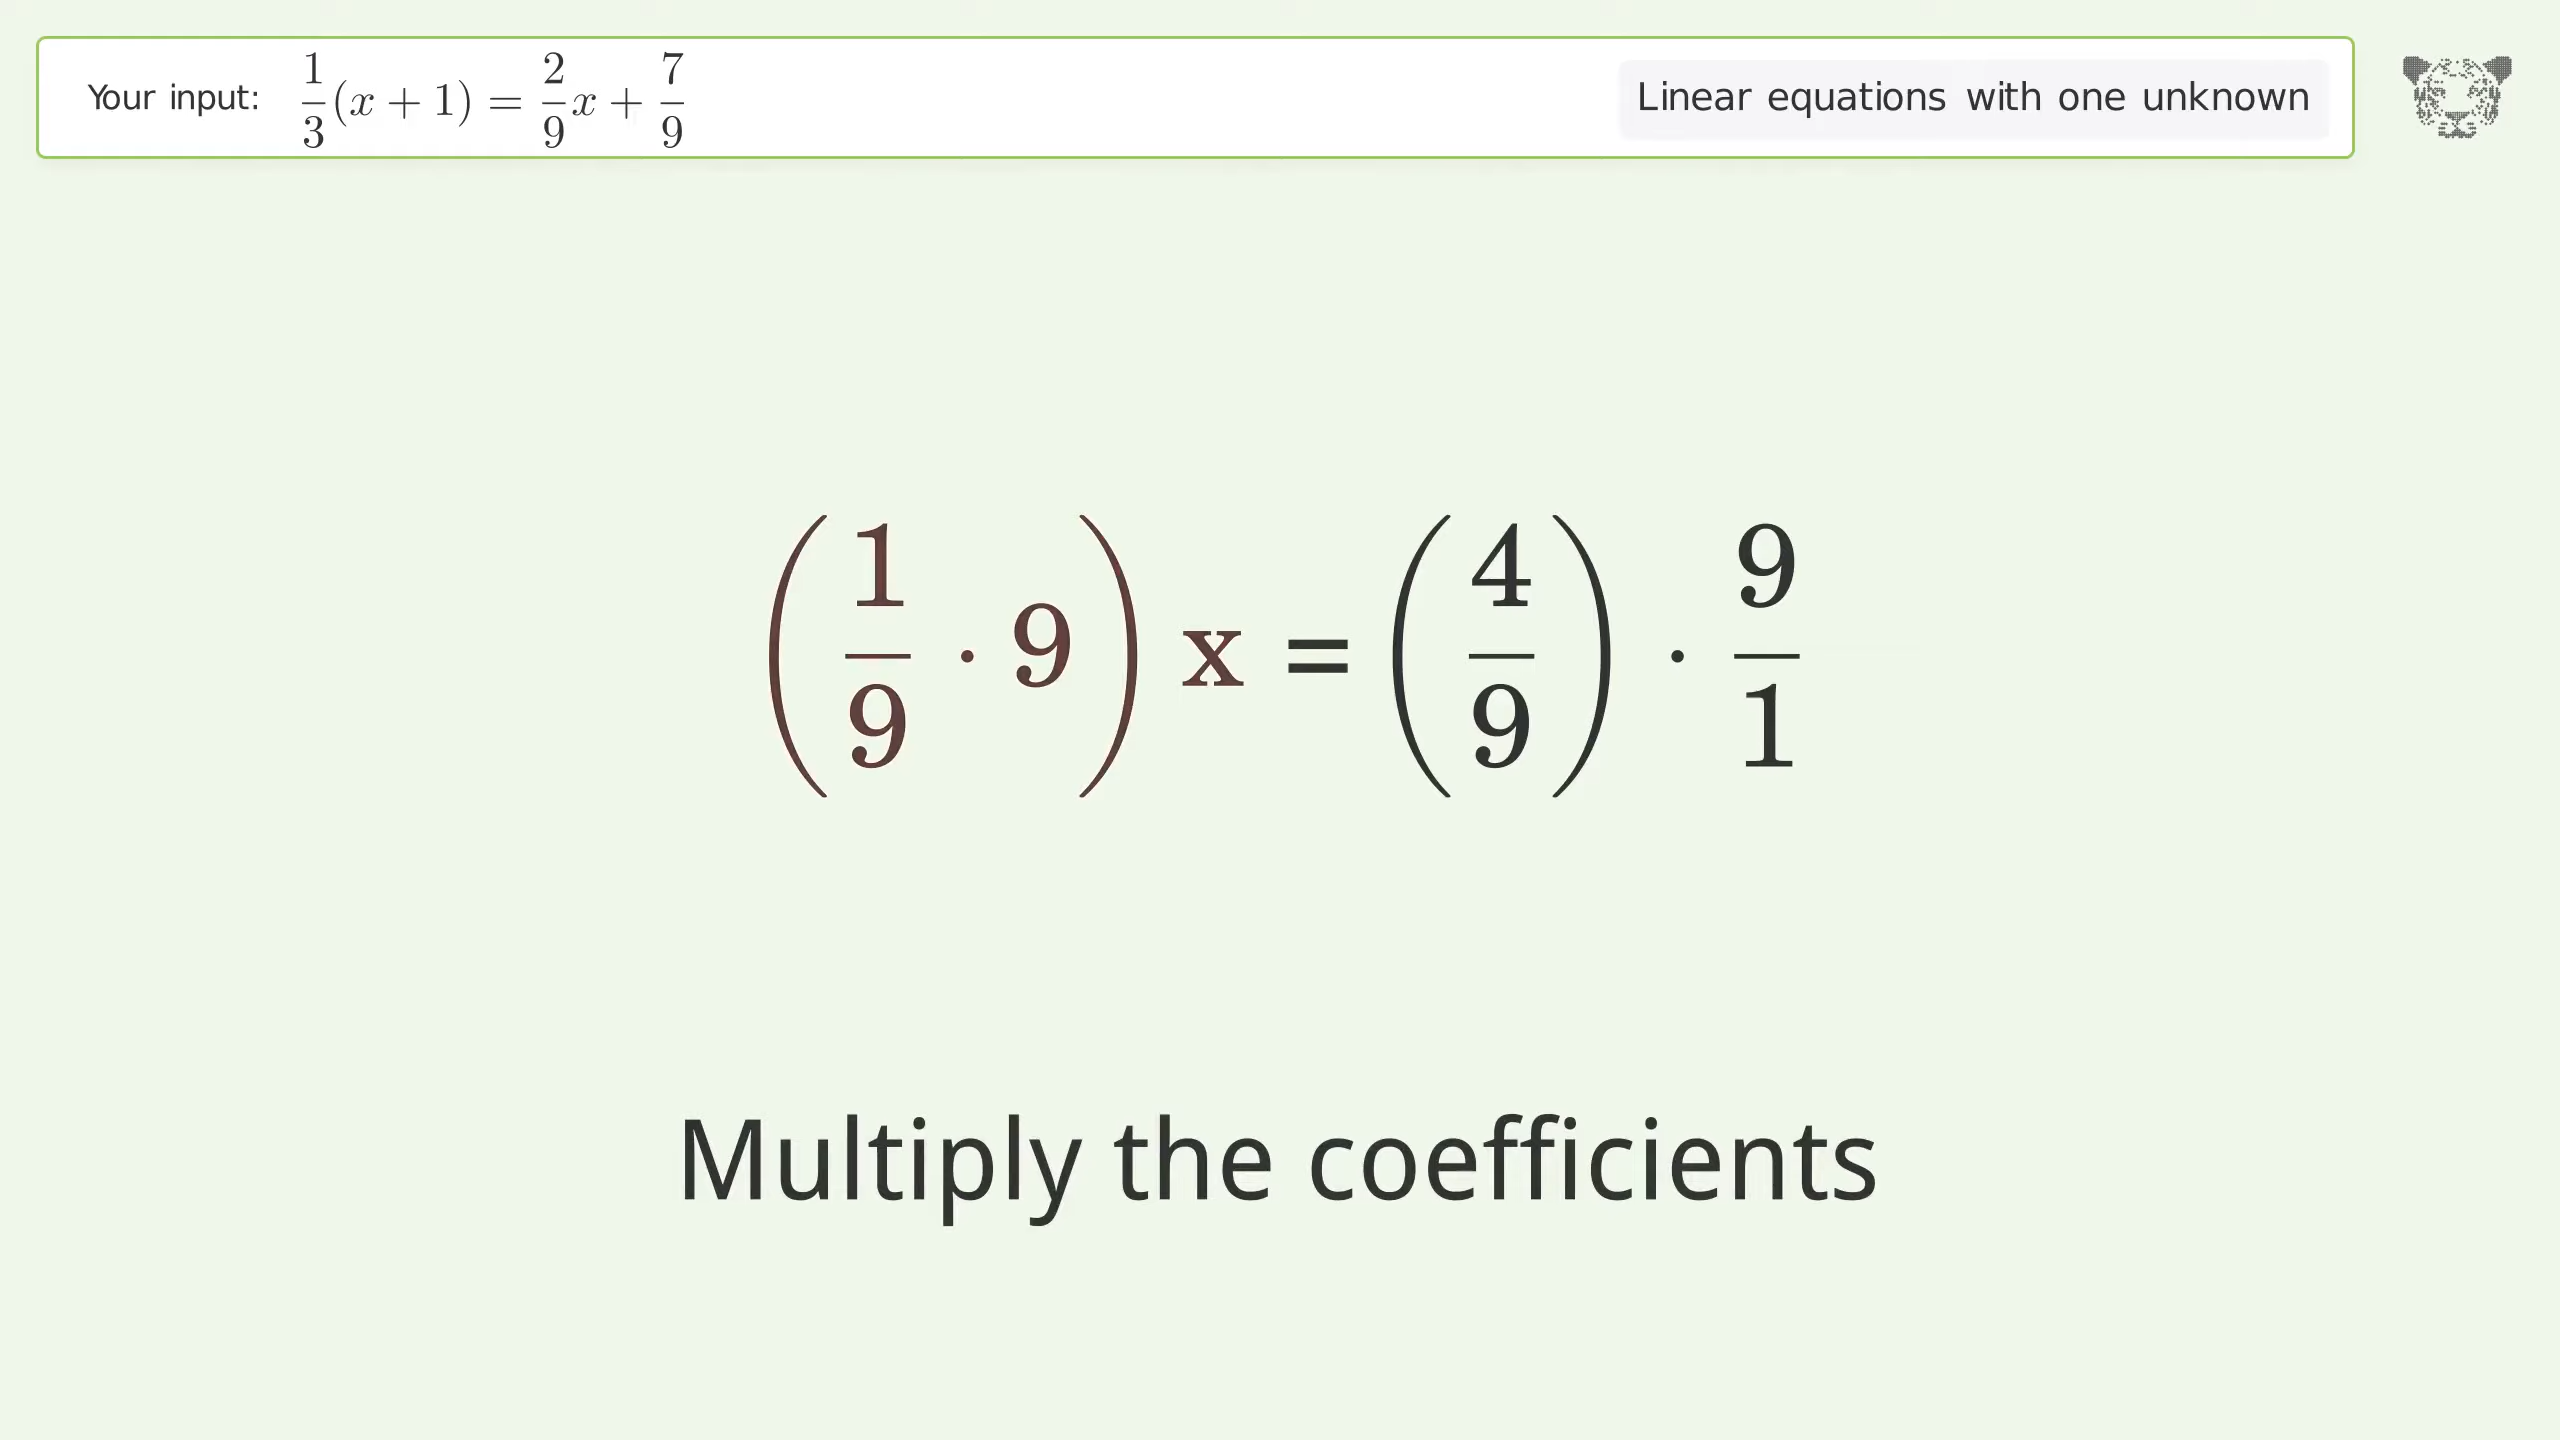 Your input: 1/3(x + 1) = 2/9x + 7/9
Linear equations with one unknown
(1/9 · 9) x = (4/9) · 9/1
Multiply the coefficients